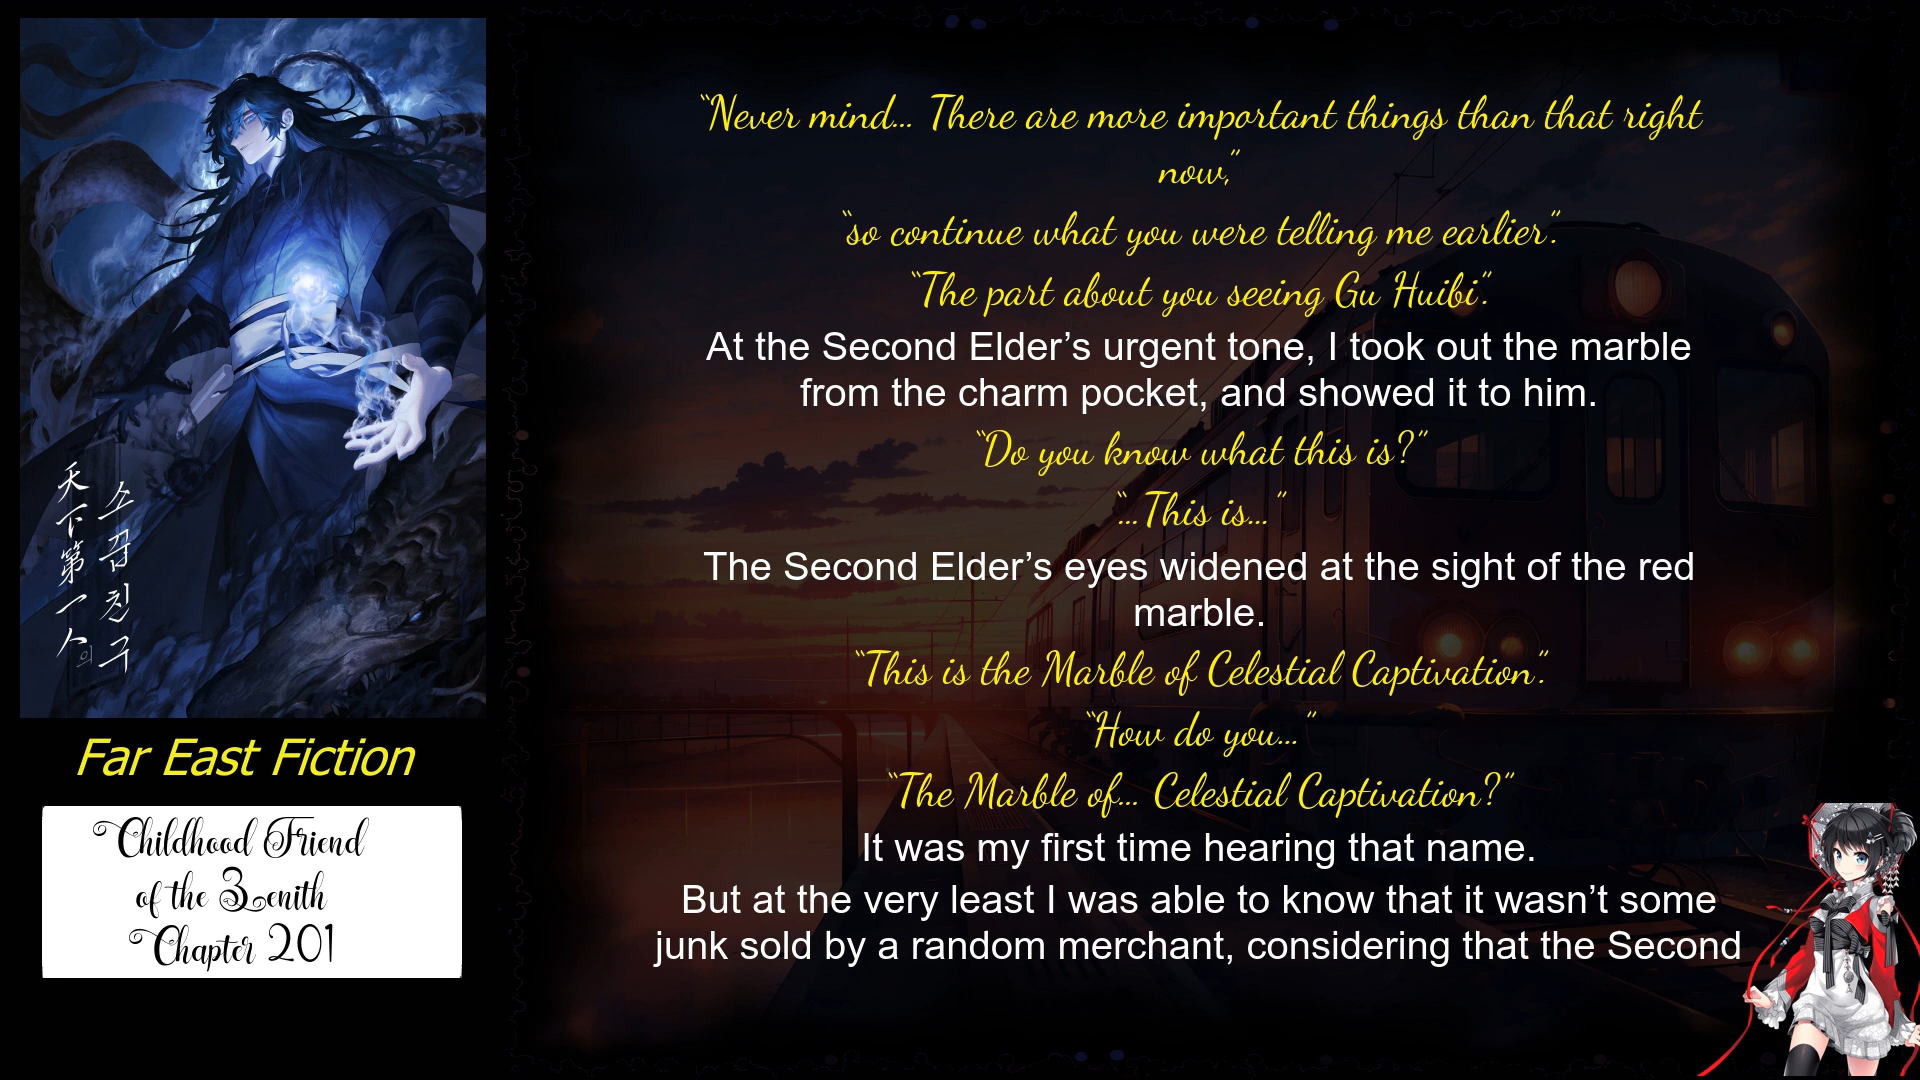 天下第一人의
소꿉친구
Far East Fiction
Childhood Friend
of the Zenith
Chapter 201
“Never mind… There are more important things than that right
now,”
“so continue what you were telling me earlier.”
“The part about you seeing Gu Huibi.”
At the Second Elder’s urgent tone, I took out the marble
from the charm pocket, and showed it to him.
“Do you know what this is?”
“…This is…”
The Second Elder’s eyes widened at the sight of the red
marble.
“This is the Marble of Celestial Captivation.”
“How do you…”
“The Marble of… Celestial Captivation?”
It was my first time hearing that name.
But at the very least I was able to know that it wasn’t some
junk sold by a random merchant, considering that the Second